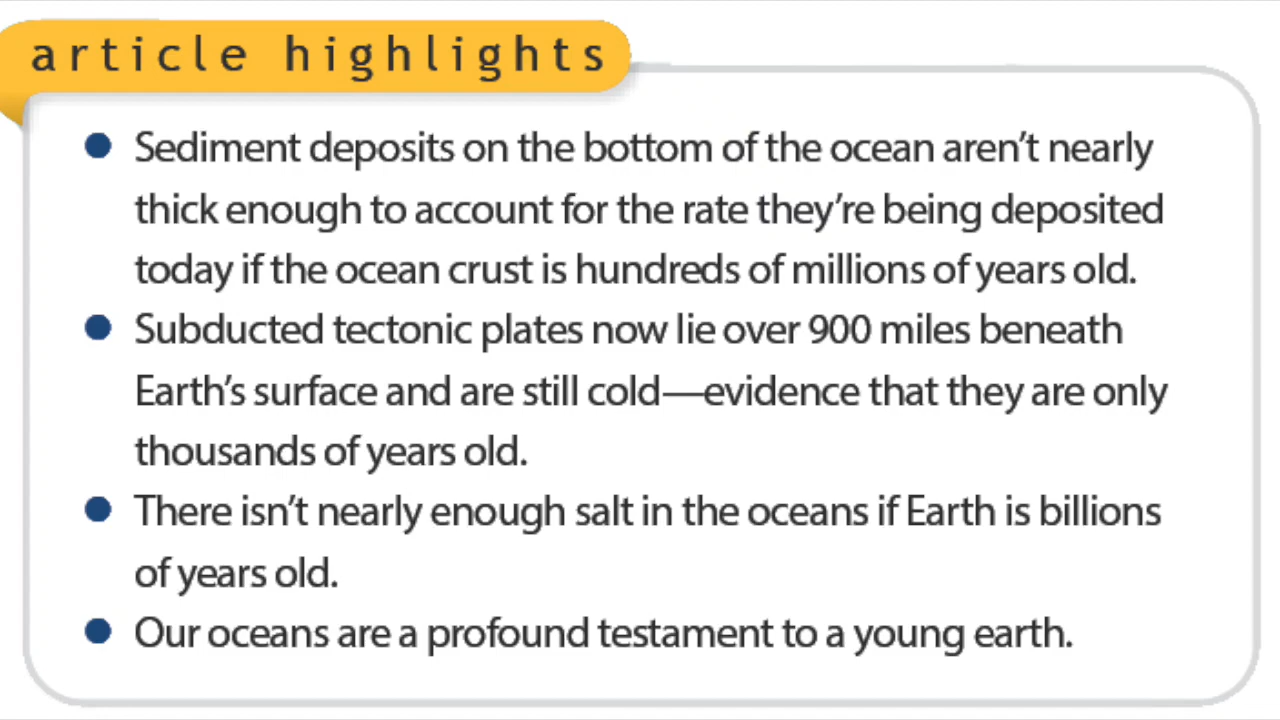 article highlights
Sediment deposits on the bottom of the ocean aren’t nearly
thick enough to account for the rate they’re being deposited
today if the ocean crust is hundreds of millions of years old.
Subducted tectonic plates now lie over 900 miles beneath
Earth’s surface and are still cold—evidence that they are only
thousands of years old.
There isn’t nearly enough salt in the oceans if Earth is billions
of years old.
Our oceans are a profound testament to a young earth.